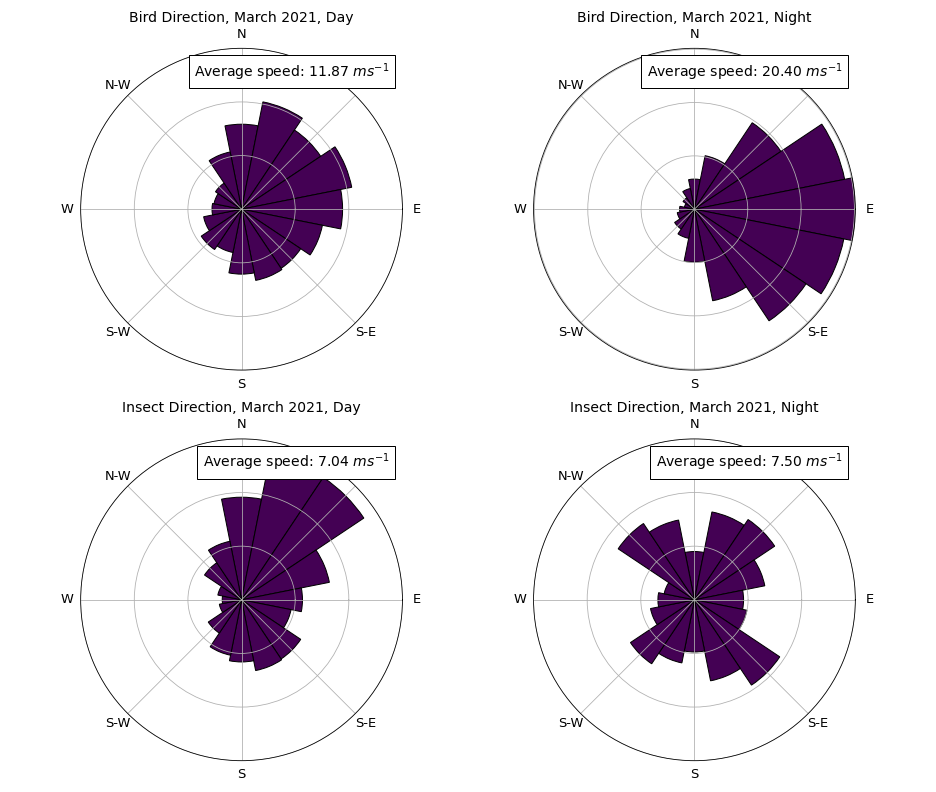 Bird Direction, March 2021, Day
N
Average speed: 11.87 ms⁻¹
N-W
W
E
S-W
S-E
S
Bird Direction, March 2021, Night
N
Average speed: 20.40 ms⁻¹
N-W
W
E
S-W
S-E
S
Insect Direction, March 2021, Day
N
Average speed: 7.04 ms⁻¹
N-W
W
E
S-W
S-E
S
Insect Direction, March 2021, Night
N
Average speed: 7.50 ms⁻¹
N-W
W
E
S-W
S-E
S